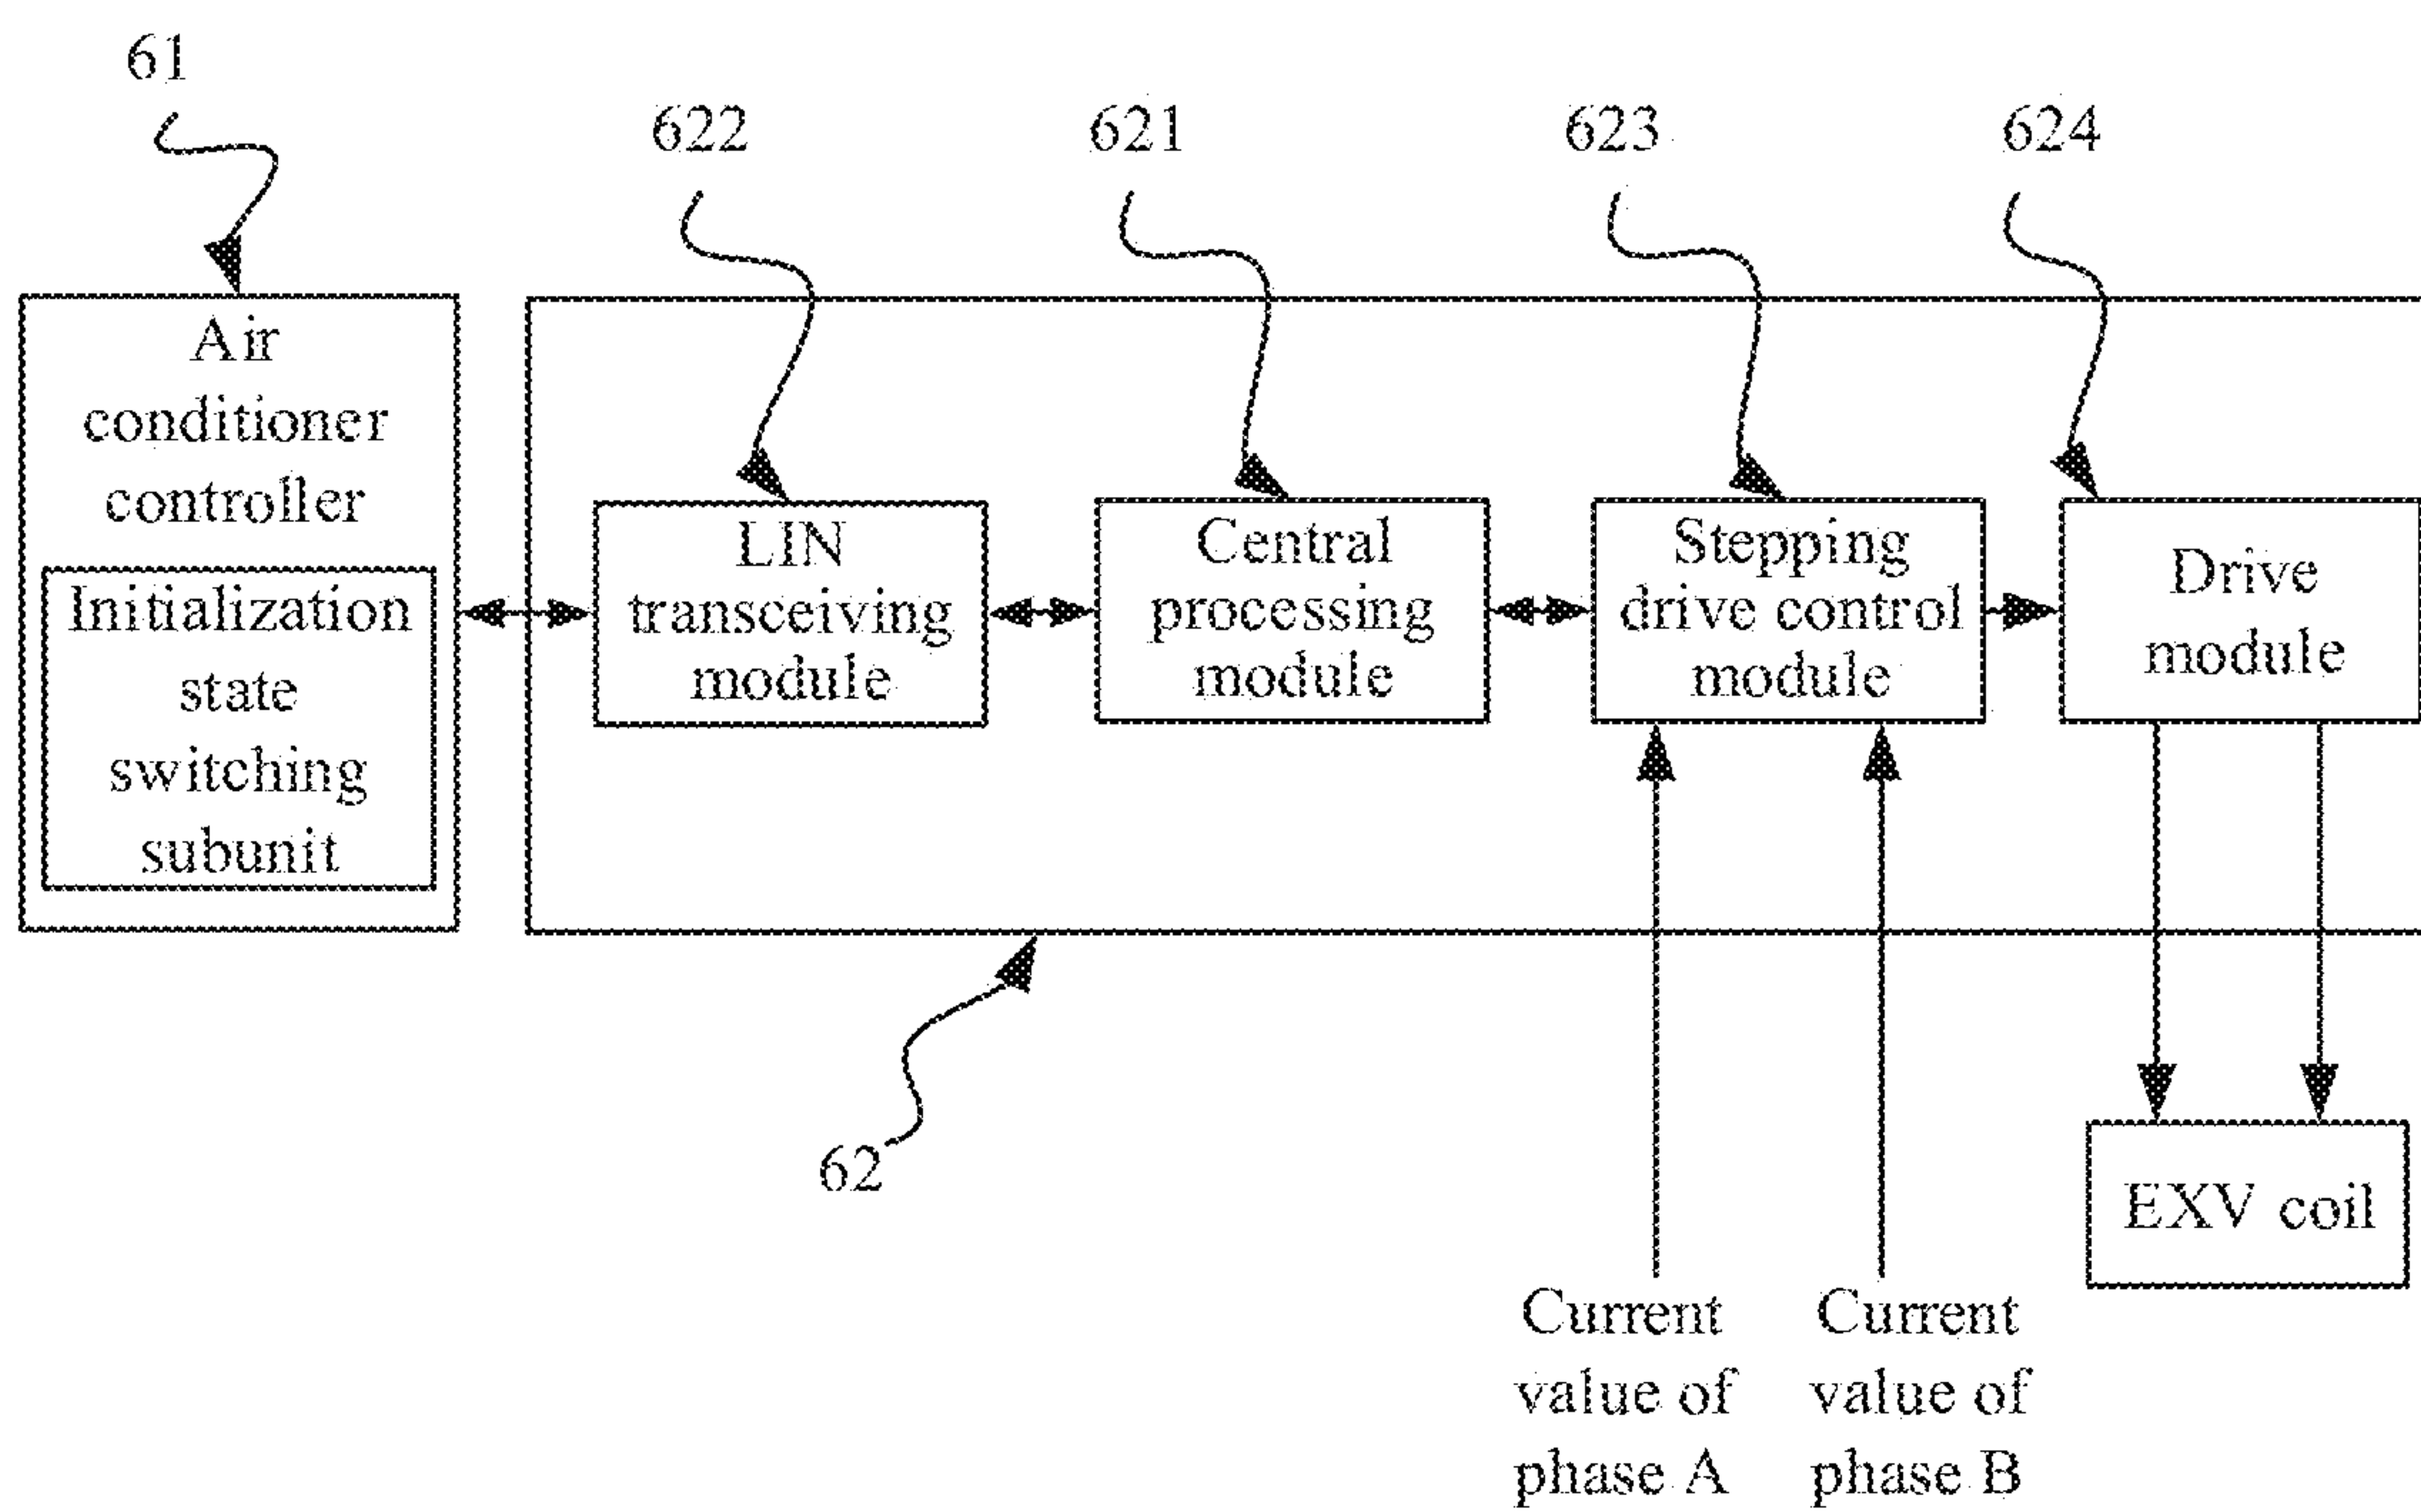 61
622
621
623
624
Air
conditioner
controller
Initialization
state
switching
subunit
LIN
transceiving
module
Central
processing
module
Stepping
drive control
module
Drive
module
62
EXV coil
Current
value of
phase A
Current
value of
phase B